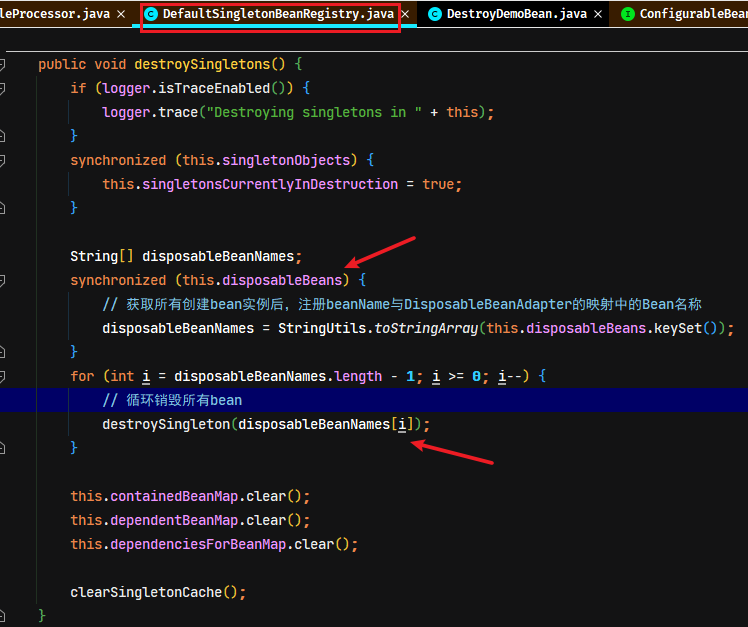 leProcessor.java × C DefaultSingletonBeanRegistry.java × C DestroyDemoBean.java × I ConfigurableBean
public void destroySingletons() {
if (logger.isTraceEnabled()) {
logger.trace("Destroying singletons in " + this);
}
synchronized (this.singletonObjects) {
this.singletonsCurrentlyInDestruction = true;
}
String[] disposableBeanNames;
synchronized (this.disposableBeans) {
// 获取所有创建bean实例后，注册beanName与DisposableBeanAdapter的映射中的Bean名称
disposableBeanNames = StringUtils.toStringArray(this.disposableBeans.keySet());
}
for (int i = disposableBeanNames.length - 1; i >= 0; i--) {
// 循环销毁所有bean
destroySingleton(disposableBeanNames[i]);
}
this.containedBeanMap.clear();
this.dependentBeanMap.clear();
this.dependenciesForBeanMap.clear();
clearSingletonCache();
}